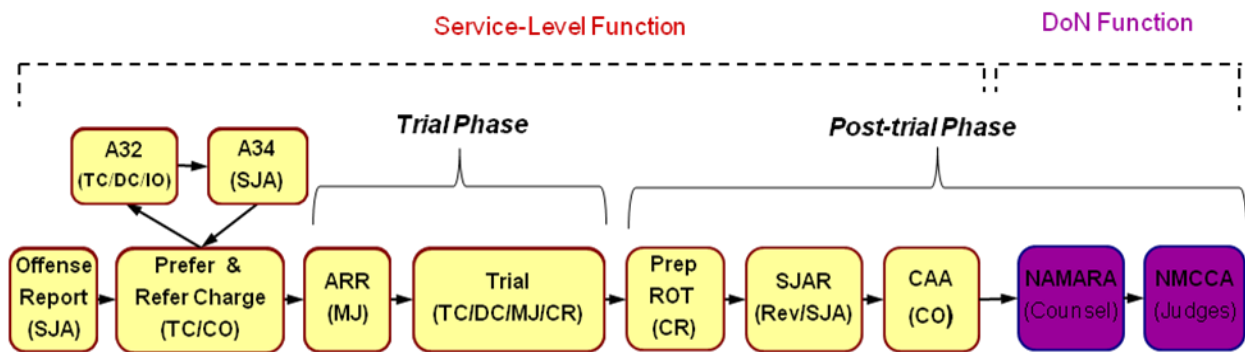 Service-Level Function
DoN Function
Trial Phase
Post-trial Phase
A32
(TC/DC/IO)
A34
(SJA)
Offense
Report
(SJA)
Prefer &
Refer Charge
(TC/CO)
ARR
(MJ)
Trial
(TC/DC/MJ/CR)
Prep
ROT
(CR)
SJAR
(Rev/SJA)
CAA
(CO)
NAMARA
(Counsel)
NMCCA
(Judges)